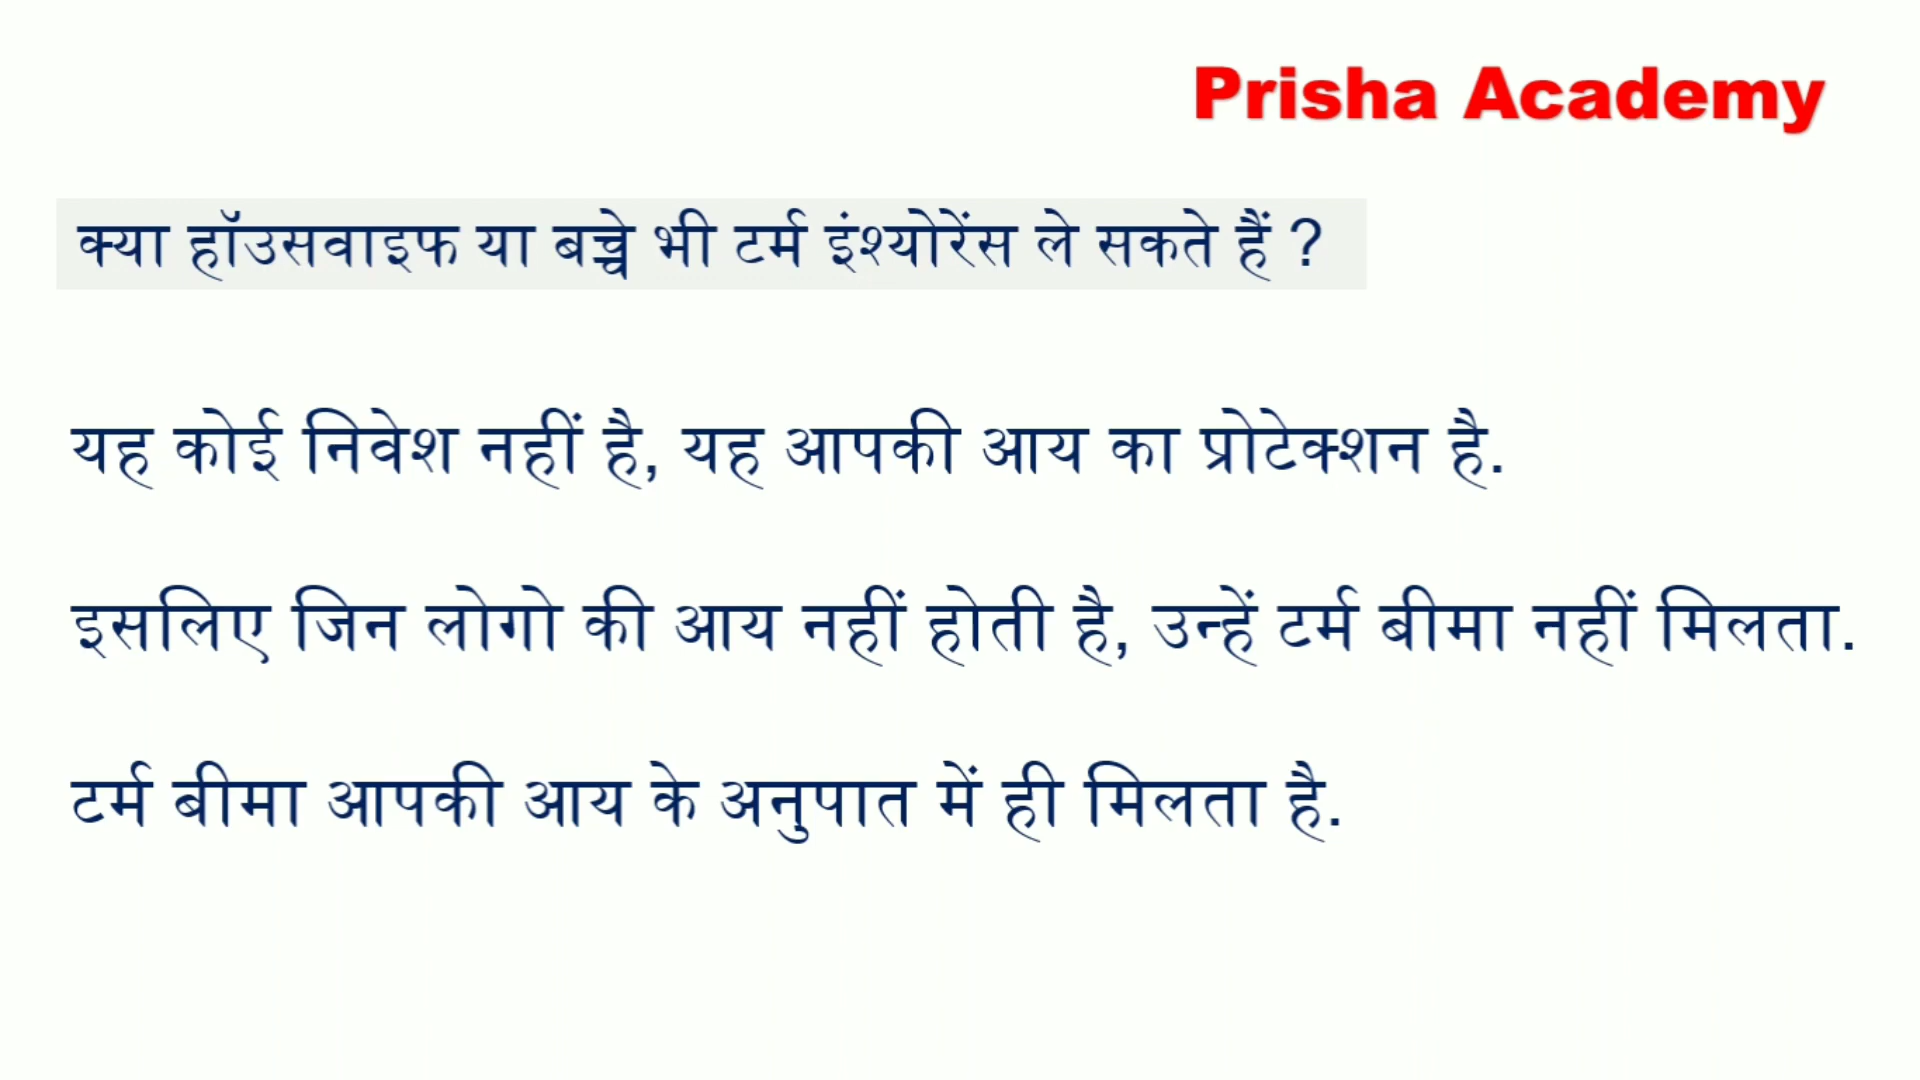 Prisha Academy
क्या हॉउसवाइफ या बच्चे भी टर्म इंश्योरेंस ले सकते हैं ?
यह कोई निवेश नहीं है, यह आपकी आय का प्रोटेक्शन है.
इसलिए जिन लोगो की आय नहीं होती है, उन्हें टर्म बीमा नहीं मिलता.
टर्म बीमा आपकी आय के अनुपात में ही मिलता है.